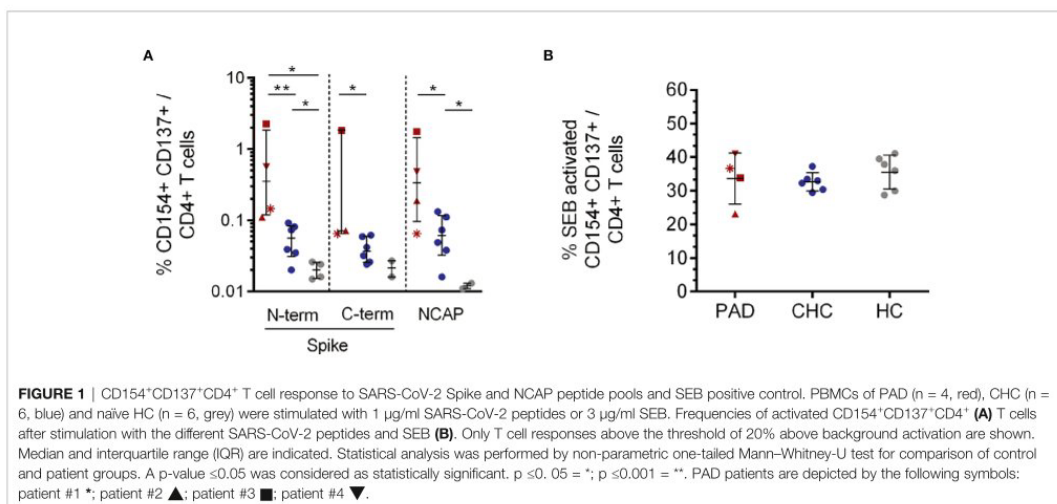 A
B
*
**
*
*
*
*
10
1
0.1
0.01
% CD154+ CD137+ /
CD4+ T cells
N-term
C-term
NCAP
Spike
60
50
40
30
20
10
0
% SEB activated
CD154+ CD137+ /
CD4+ T cells
PAD
CHC
HC
FIGURE 1 | CD154⁺CD137⁺CD4⁺ T cell response to SARS-CoV-2 Spike and NCAP peptide pools and SEB positive control. PBMCs of PAD (n = 4, red), CHC (n =
6, blue) and naïve HC (n = 6, grey) were stimulated with 1 µg/ml SARS-CoV-2 peptides or 3 µg/ml SEB. Frequencies of activated CD154⁺CD137⁺CD4⁺ (A) T cells
after stimulation with the different SARS-CoV-2 peptides and SEB (B). Only T cell responses above the threshold of 20% above background activation are shown.
Median and interquartile range (IQR) are indicated. Statistical analysis was performed by non-parametric one-tailed Mann–Whitney-U test for comparison of control
and patient groups. A p-value ≤0.05 was considered as statistically significant. p ≤0. 05 = *; p ≤0.001 = **. PAD patients are depicted by the following symbols:
patient #1 *; patient #2 ▲; patient #3 ■; patient #4 ▼.